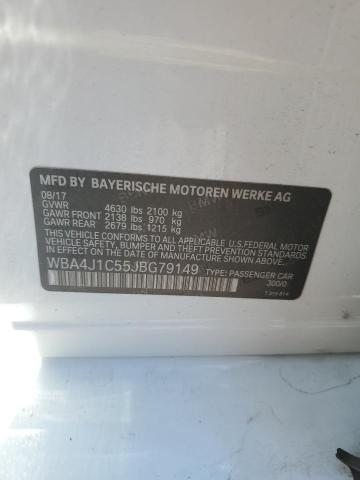 MFD BY BAYERISCHE MOTOREN WERKE AG
08/17
GVWR 4630 lbs 2100 kg
GAWR FRONT 2138 lbs 970 kg
GAWR REAR 2679 lbs 1215 kg
THIS VEHICLE CONFORMS TO ALL APPLICABLE U.S.FEDERAL MOTOR
VEHICLE SAFETY, BUMPER, AND THEFT PREVENTION STANDARDS
IN EFFECT ON THE DATE OF MANUFACTURE SHOWN ABOVE.
WBA4J1C55JBG79149 TYPE: PASSENGER CAR
300/0